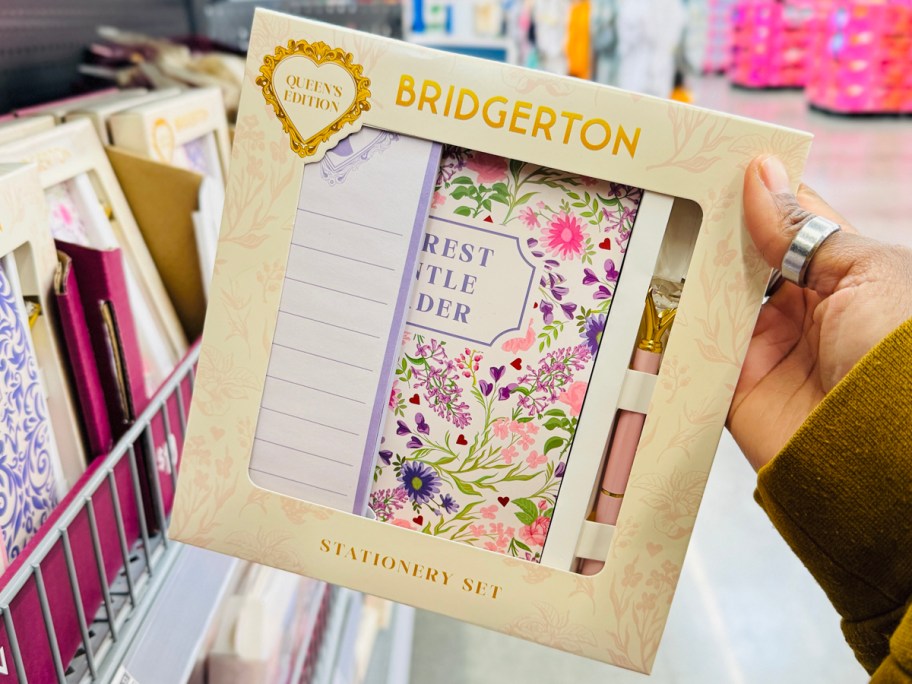 QUEEN'S
EDITION
BRIDGERTON
REST
NTLE
DER
STATIONERY SET